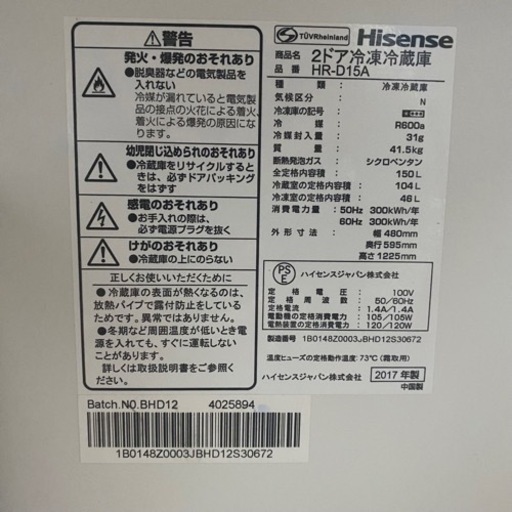 警告
発火・爆発のおそれあり
●脱臭器などの電気製品
を入れない
冷媒が漏れていると電気製
品の接点の火花による着火、
着火による爆発の原因にな
ります。
幼児閉じ込められのおそれあり
●冷蔵庫をリサイクルするとき
は、必ずドアパッキング
をはずす
感電のおそれあり
●お手入れの際は、
必ず電源プラグを抜く
けがのおそれあり
●冷蔵庫の上にのらない
正しくお使いいただくために
●冷蔵庫の表面が熱くなるのは、
放熱パイプで露付防止をしている
ためです。異常ではありません。
●冬期など周囲温度が低いとき電
源を入れても、すぐに運転しない
ことがあります。
詳しくは取扱説明書をご覧ください。
Batch.NO.BHD12 4025894
1B0148Z0003JBHD12S30672
TÜVRheinland Hisense
商品名 2ドア冷凍冷蔵庫
品番 HR-D15A
種類: 冷凍冷蔵庫
気候区分: N
冷凍庫の記号:
冷媒: R600a
冷媒封入量: 31g
質量: 41.5kg
断熱発泡ガス: シクロペンタン
全定格内容積: 150L
冷蔵室の定格内容積: 104L
冷凍室の定格内容積: 46L
消費電力量: 50Hz 300kWh/年
60Hz 300kWh/年
外形寸法: 幅 480mm
奥行 595mm
高さ 1225mm
PSE ハイセンスジャパン株式会社
定格電圧: 100V
定格周波数: 50/60Hz
定格電流: 1.4A/1.4A
電動機の定格消費電力: 105/105W
電熱装置の定格消費電力: 120/120W
製造番号 1B0148Z0003JBHD12S30672
温度ヒューズの定格動作温度: 73℃(霜取用)
ハイセンスジャパン株式会社 2017年製
中国製